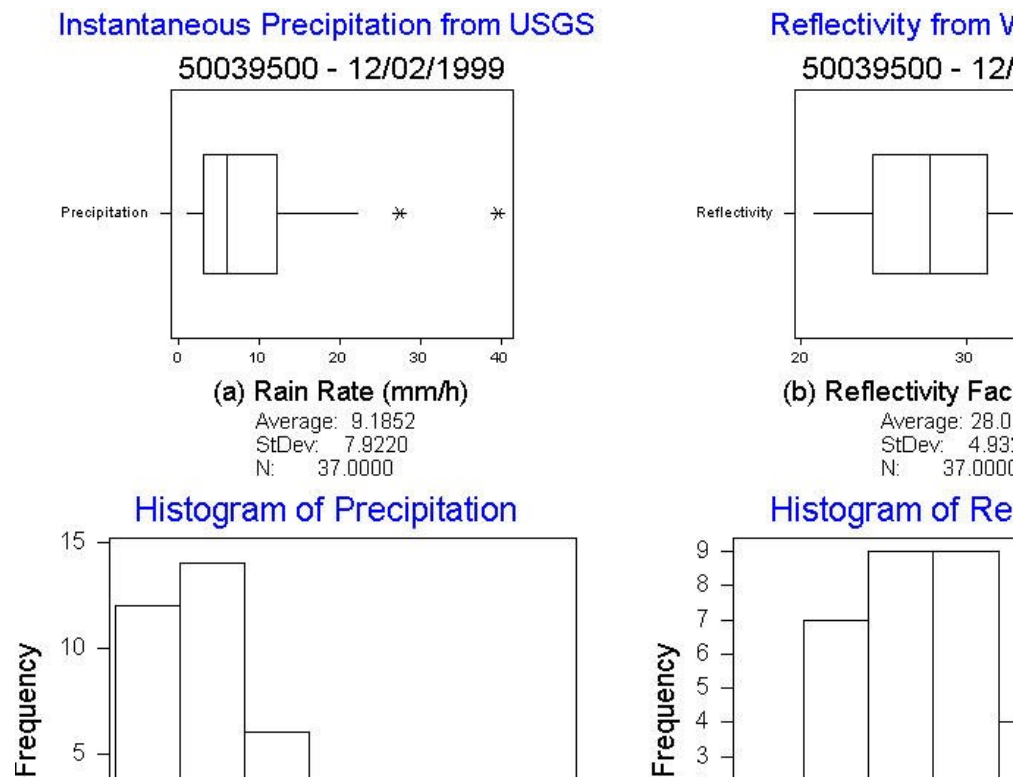 Instantaneous Precipitation from USGS
50039500 - 12/02/1999
Precipitation
0 10 20 30 40
(a) Rain Rate (mm/h)
Average: 9.1852
StDev: 7.9220
N: 37.0000
Reflectivity from W
50039500 - 12/
Reflectivity
20 30
(b) Reflectivity Fac
Average: 28.0
StDev: 4.93
N: 37.0000
Histogram of Precipitation
15
10
5
Frequency
Histogram of Re
9
8
7
6
5
4
3
Frequency